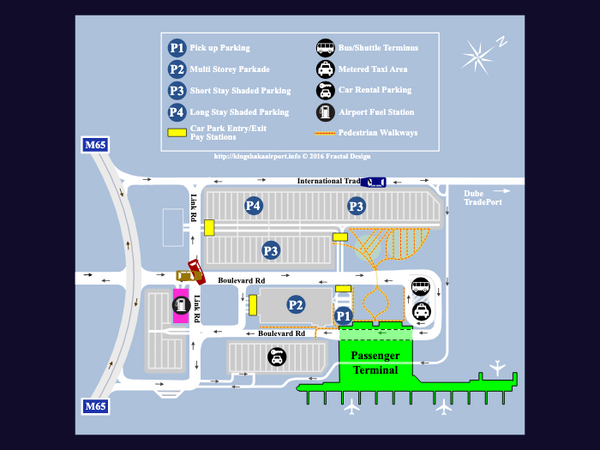 P1 Pick up Parking
P2 Multi Storey Parkade
P3 Short Stay Shaded Parking
P4 Long Stay Shaded Parking
Car Park Entry/Exit
Pay Stations
Bus/Shuttle Terminus
Metered Taxi Area
Car Rental Parking
Airport Fuel Station
Pedestrian Walkways
N
http://kingshakaairport.info © 2016 Fractal Design
M65
International Trad
Dube
TradePort
Link Rd
P4
P3
P3
Boulevard Rd
Link Rd
P2
P1
Boulevard Rd
Passenger
Terminal
M65